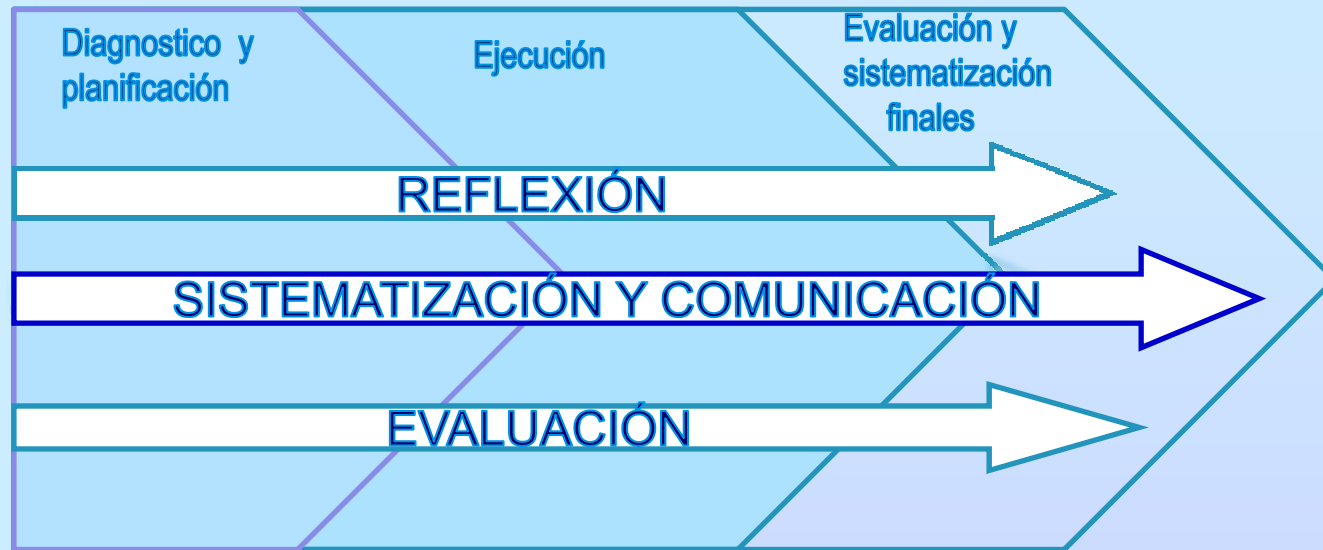 Diagnostico y
planificación
Ejecución
Evaluación y
sistematización
finales
REFLEXIÓN
SISTEMATIZACIÓN Y COMUNICACIÓN
EVALUACIÓN